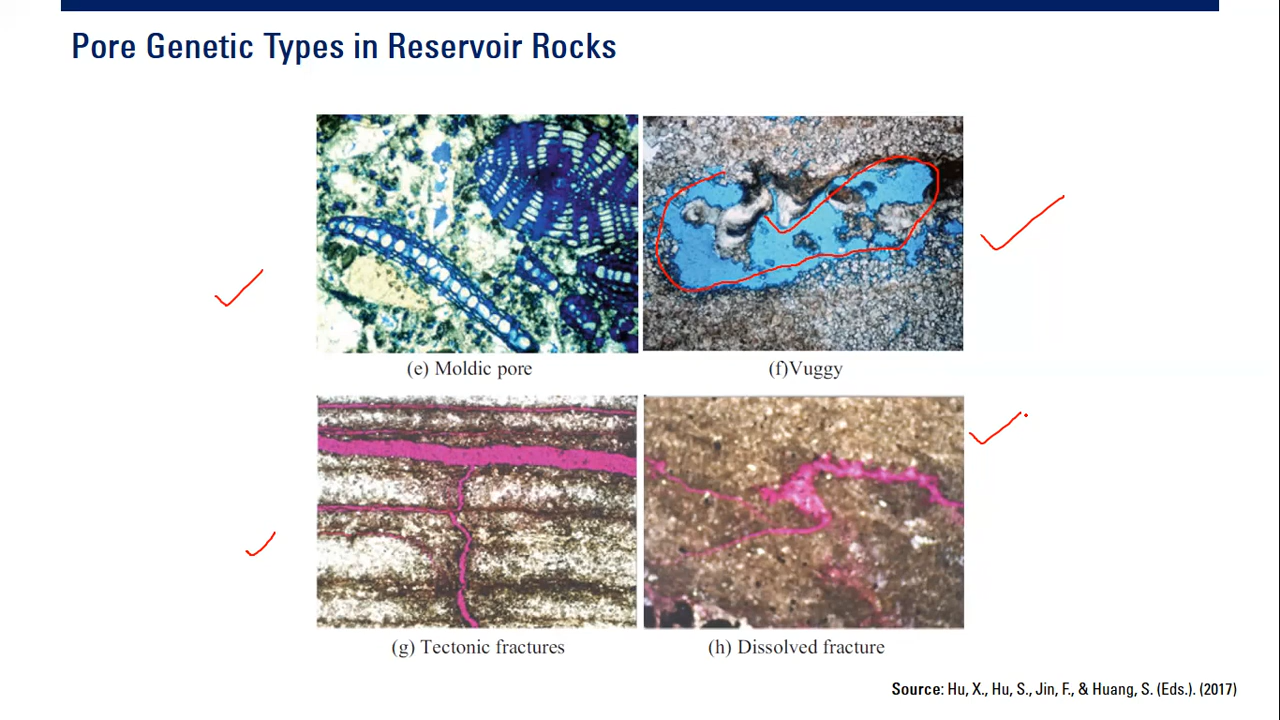 Pore Genetic Types in Reservoir Rocks
(e) Moldic pore
(f)Vuggy
(g) Tectonic fractures
(h) Dissolved fracture
Source: Hu, X., Hu, S., Jin, F., & Huang, S. (Eds.). (2017)